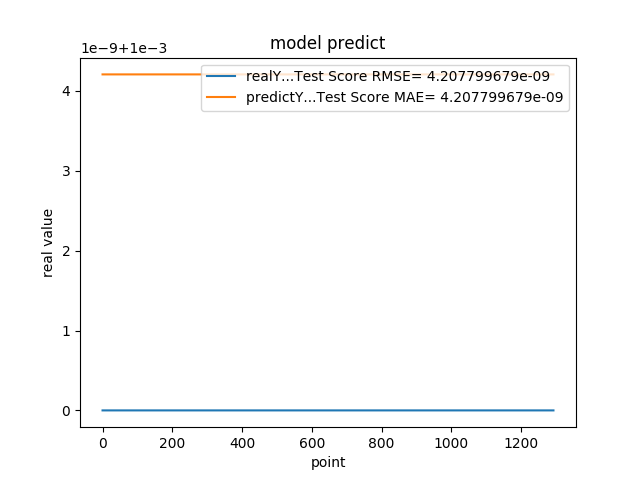 model predict
1e−9+1e−3
realY...Test Score RMSE= 4.207799679e-09
predictY...Test Score MAE= 4.207799679e-09
4
3
2
1
0
real value
0 200 400 600 800 1000 1200
point